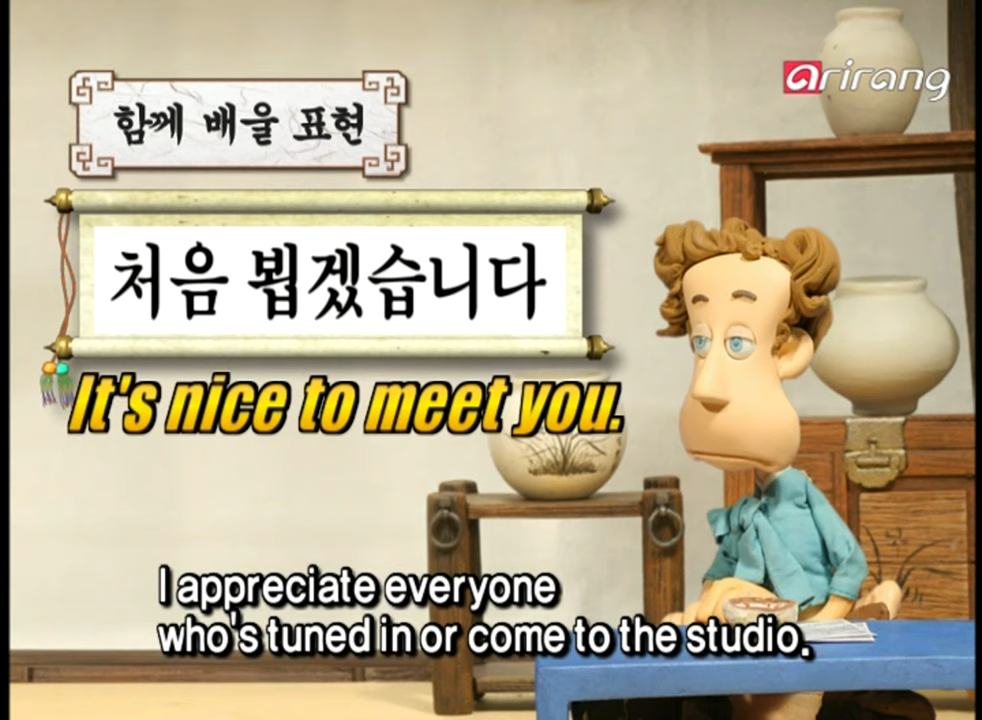 arirang
함께 배울 표현
처음 뵙겠습니다
It's nice to meet you.
I appreciate everyone
who's tuned in or come to the studio.